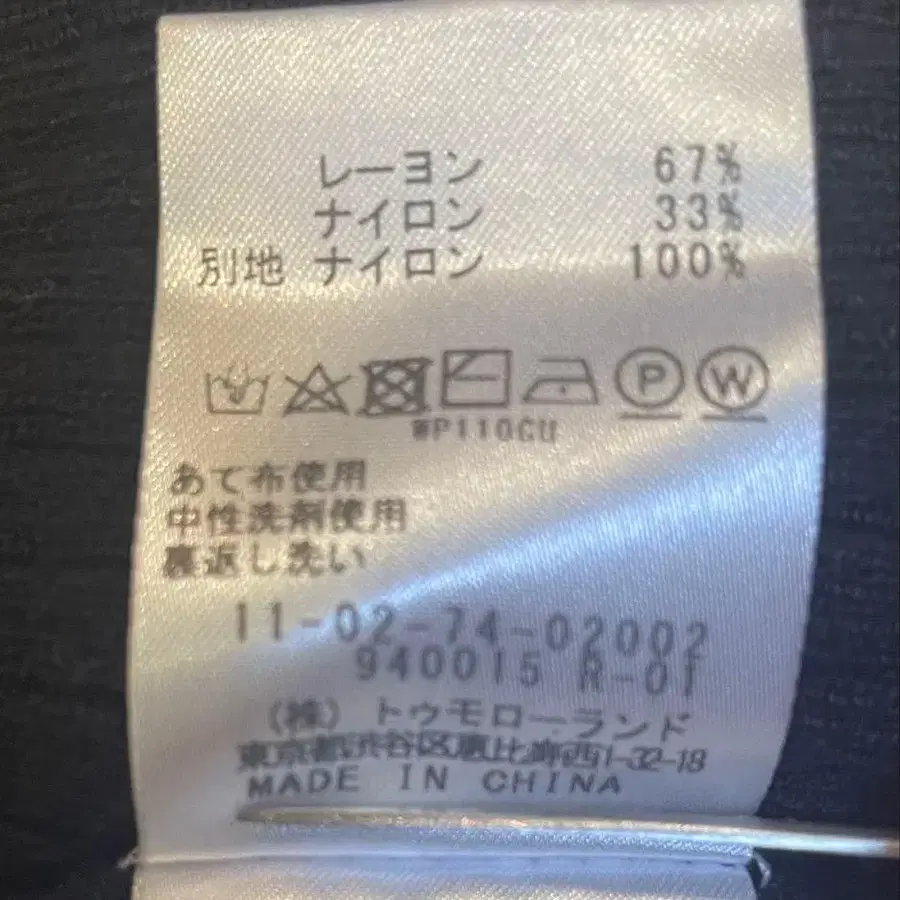 レーヨン 67%
ナイロン 33%
別地 ナイロン 100%
P W
WP110CU
あて布使用
中性洗剤使用
裏返し洗い
11-02-74-02002
940015 R-01
(株) トゥモローランド
東京都渋谷区恵比寿西1-32-18
MADE IN CHINA